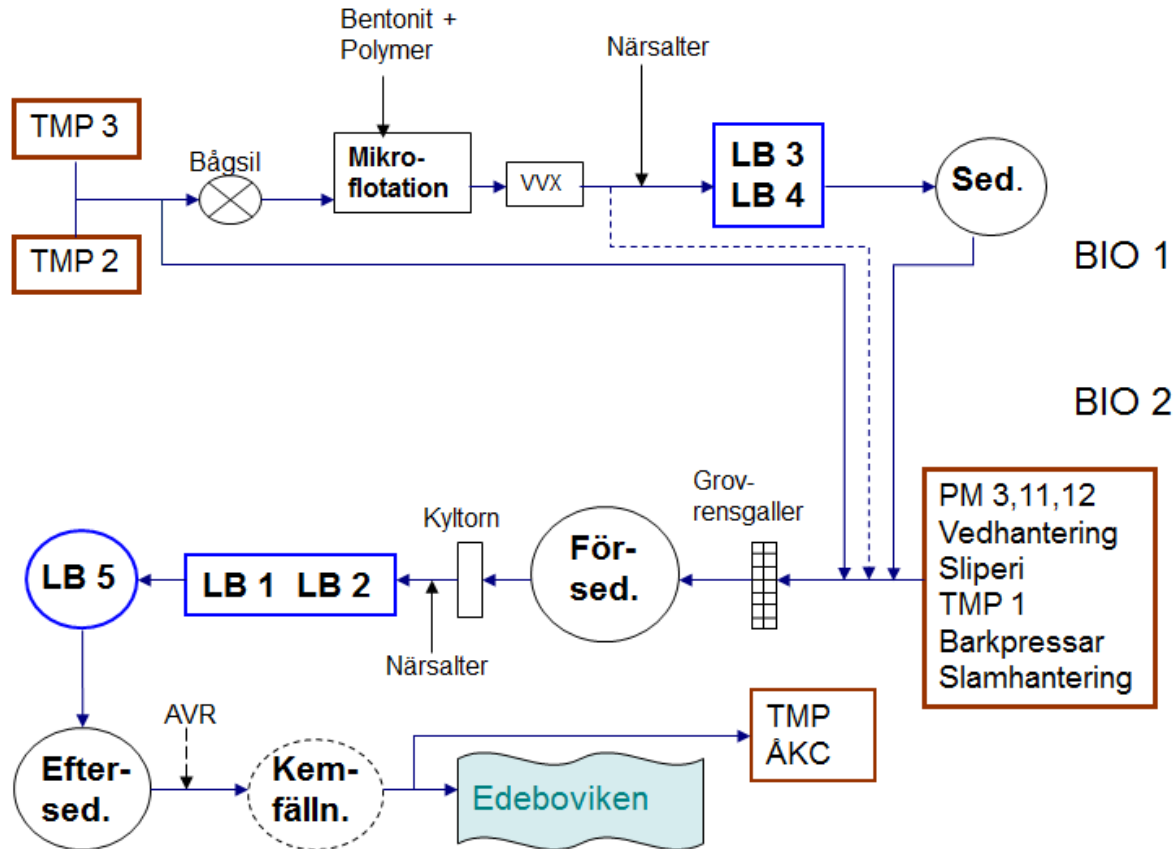 Bentonit +
Polymer
Närsalter
TMP 3
Bågsil
Mikro-
flotation
VVX
LB 3
LB 4
Sed.
TMP 2
BIO 1
BIO 2
Grov-
rensgaller
PM 3,11,12
Vedhantering
Sliperi
TMP 1
Barkpressar
Slamhantering
Kyltorn
För-
sed.
LB 5
LB 1 LB 2
Närsalter
AVR
TMP
ÅKC
Efter-
sed.
Kem-
fälln.
Edeboviken